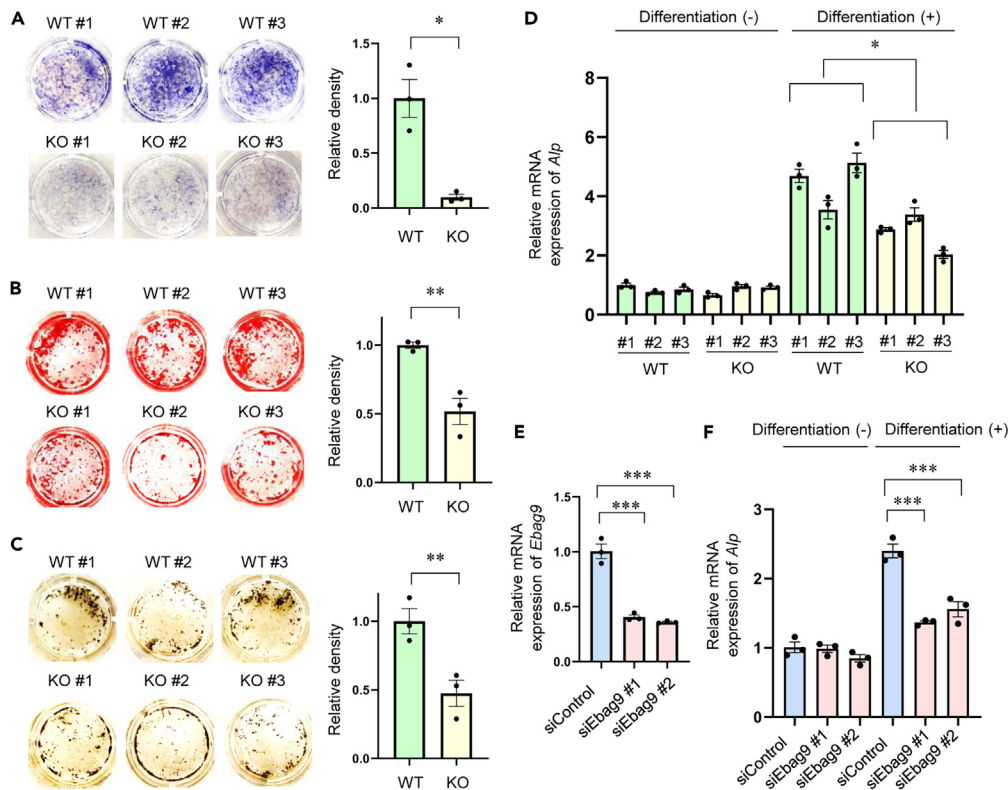 A
WT #1 WT #2 WT #3
KO #1 KO #2 KO #3
Relative density
1.5
1.0
0.5
0.0
*
WT KO
B
WT #1 WT #2 WT #3
KO #1 KO #2 KO #3
Relative density
1.0
0.5
0.0
**
WT KO
C
WT #1 WT #2 WT #3
KO #1 KO #2 KO #3
Relative density
1.0
0.5
0.0
**
WT KO
D
Differentiation (-) Differentiation (+)
*
Relative mRNA
expression of Alp
8
6
4
2
0
#1 #2 #3 #1 #2 #3 #1 #2 #3 #1 #2 #3
WT KO WT KO
E
Relative mRNA
expression of Ebag9
1.5
1.0
0.5
0.0
***
***
siControl
siEbag9 #1
siEbag9 #2
F
Differentiation (-) Differentiation (+)
***
***
Relative mRNA
expression of Alp
3
2
1
0
siControl
siEbag9 #1
siEbag9 #2
siControl
siEbag9 #1
siEbag9 #2